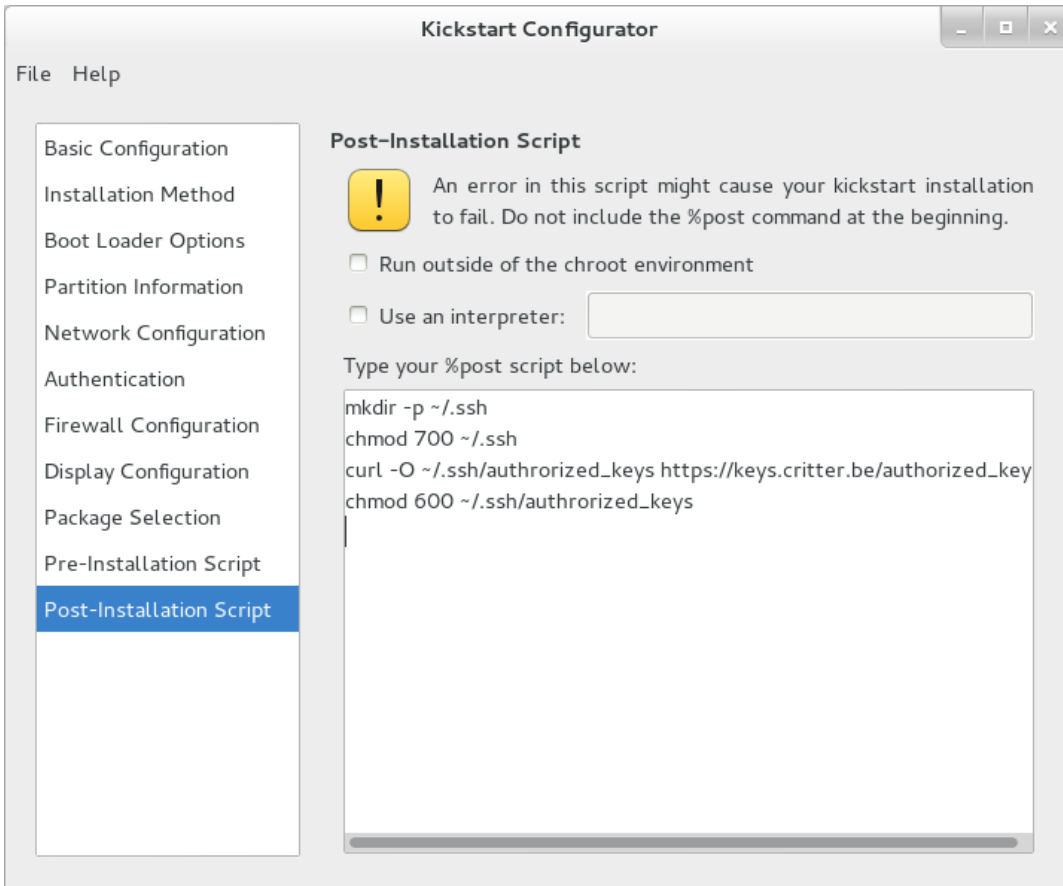 Kickstart Configurator
File Help
Basic Configuration
Installation Method
Boot Loader Options
Partition Information
Network Configuration
Authentication
Firewall Configuration
Display Configuration
Package Selection
Pre-Installation Script
Post-Installation Script
Post-Installation Script
!
An error in this script might cause your kickstart installation
to fail. Do not include the %post command at the beginning.
Run outside of the chroot environment
Use an interpreter:
Type your %post script below:
mkdir -p ~/.ssh
chmod 700 ~/.ssh
curl -O ~/.ssh/authrorized_keys https://keys.critter.be/authorized_key
chmod 600 ~/.ssh/authrorized_keys